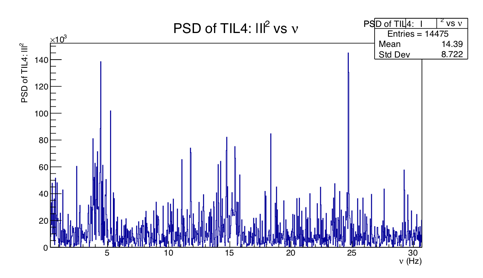 PSD of TIL4: |I|² vs ν
PSD of TIL4: I ² vs ν
Entries = 14475
Mean 14.39
Std Dev 8.722
×10³
PSD of TIL4: |I|²
140
120
100
80
60
40
20
0
5 10 15 20 25 30
ν (Hz)